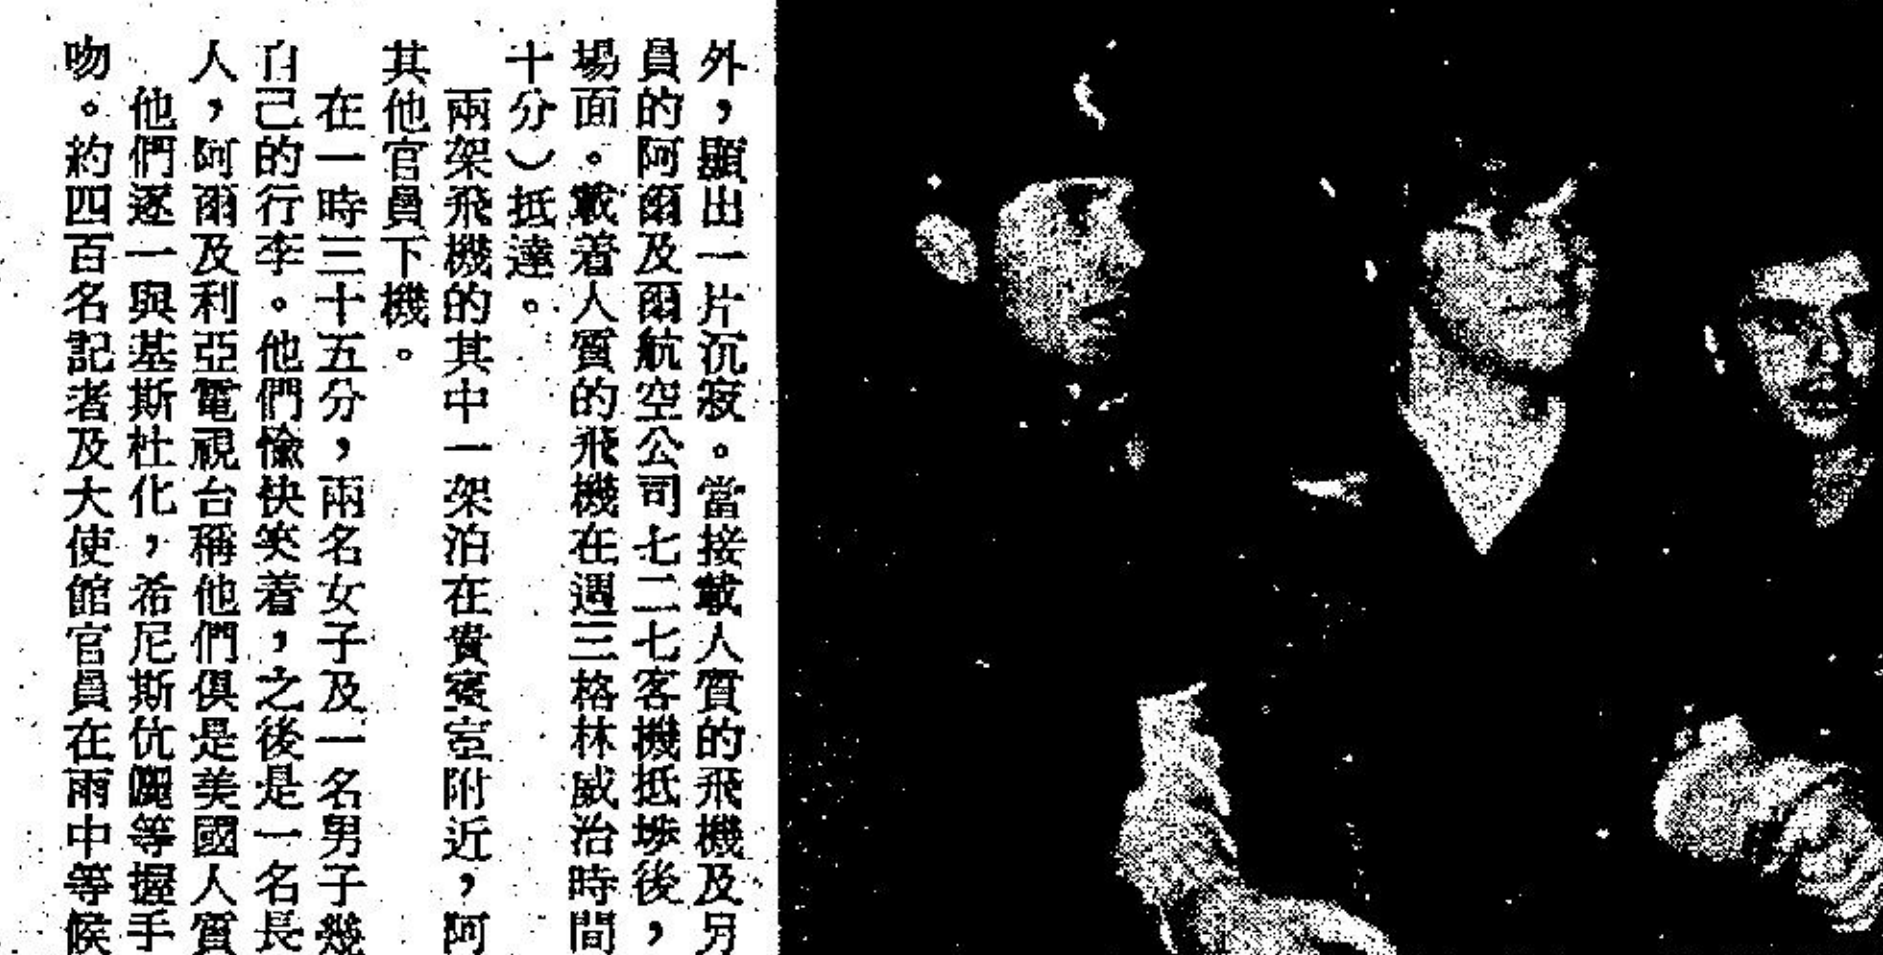 外，顯出一片沉寂。當接載人質的飛機及另
員的阿爾及爾航空公司七二七客機抵埗後，
場面。載着人質的飛機在週三格林威治時間
十分）抵達。
兩架飛機的其中一架泊在貴賓室附近，阿
其他官員下機。
在一時三十五分，兩名女子及一名男子幾
自己的行李。他們愉快笑着，之後是一名長
人，阿爾及利亞電視台稱他們俱是美國人質
他們逐一與基斯杜化，希尼斯伉儷等握手
吻。約四百名記者及大使館官員在雨中等候